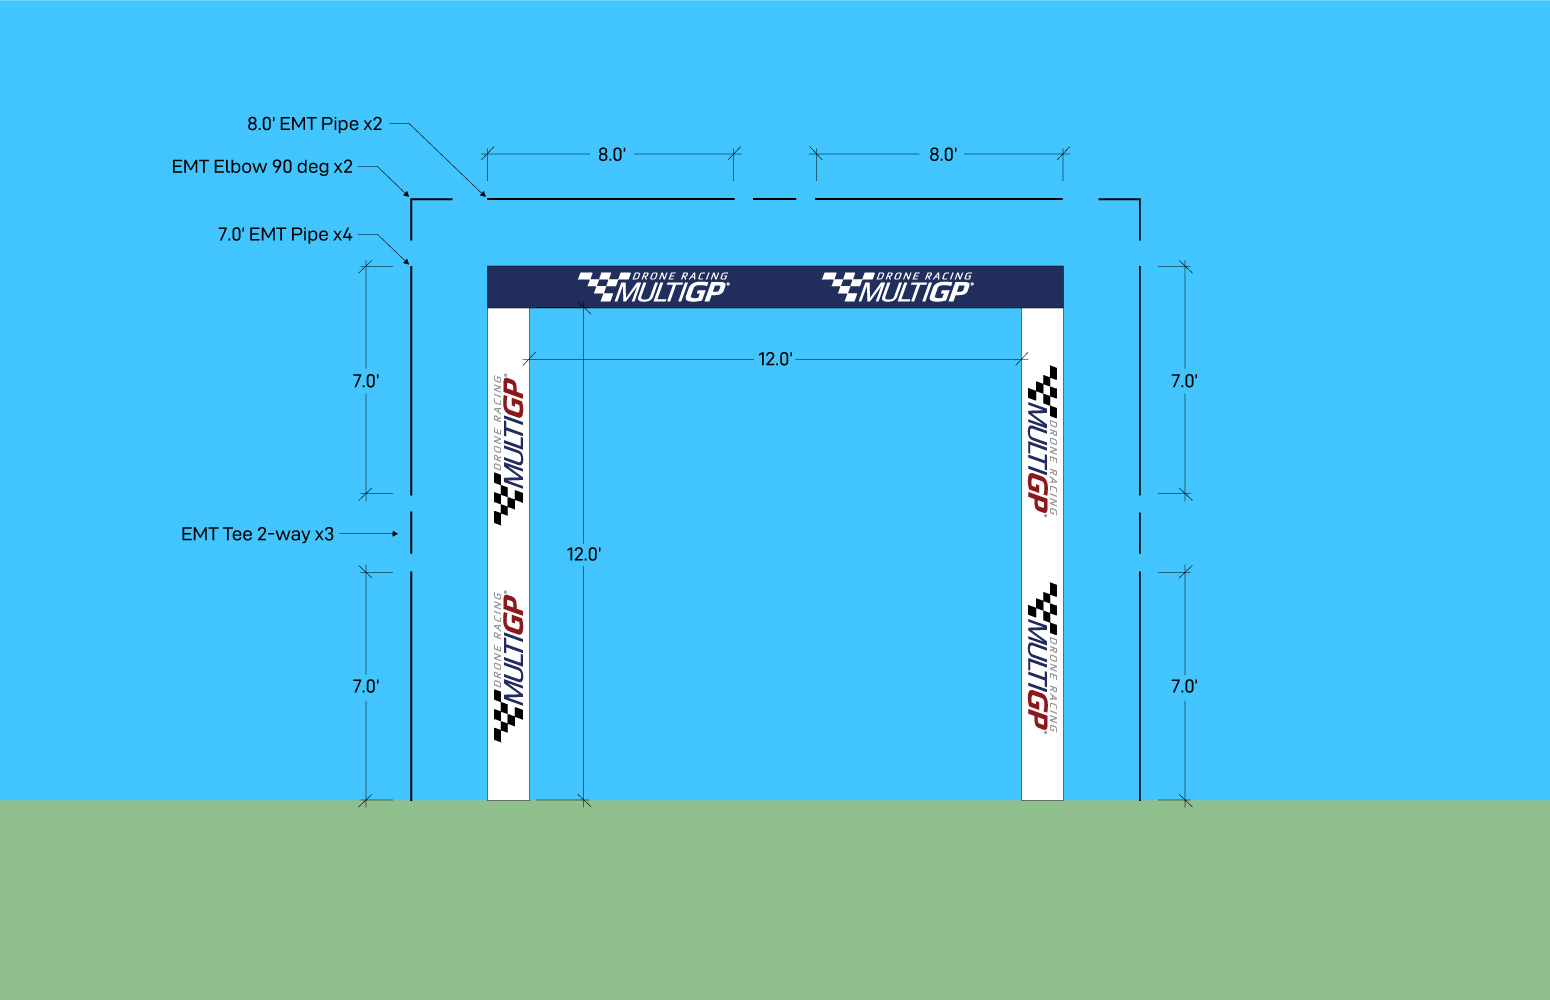 8.0' EMT Pipe x2
8.0'
8.0'
EMT Elbow 90 deg x2
7.0' EMT Pipe x4
DRONE RACING
MULTIGP®
DRONE RACING
MULTIGP®
12.0'
7.0'
7.0'
DRONE RACING
MULTIGP®
DRONE RACING
MULTIGP®
EMT Tee 2-way x3
12.0'
DRONE RACING
MULTIGP®
DRONE RACING
MULTIGP®
7.0'
7.0'